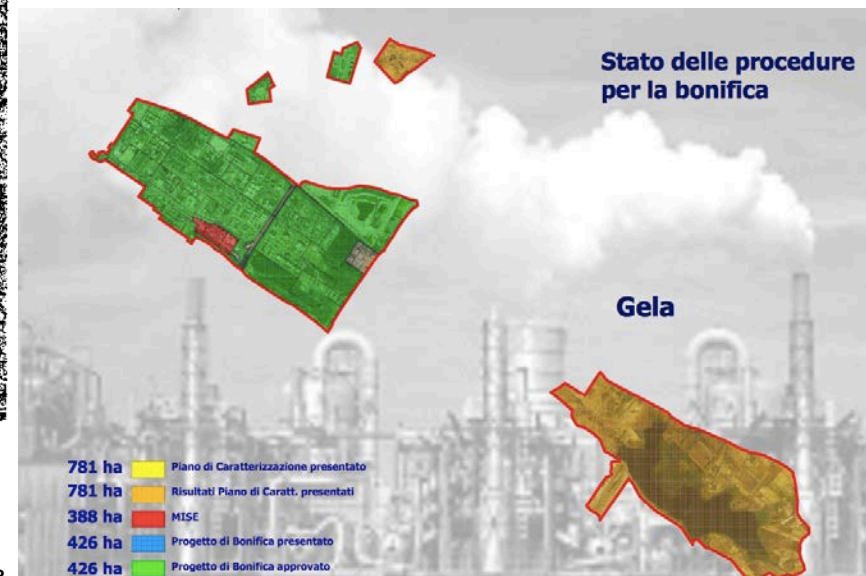 Stato delle procedure
per la bonifica
Gela
781 ha Piano di Caratterizzazione presentato
781 ha Risultati Piano di Caratt. presentati
388 ha MISE
426 ha Progetto di Bonifica presentato
426 ha Progetto di Bonifica approvato